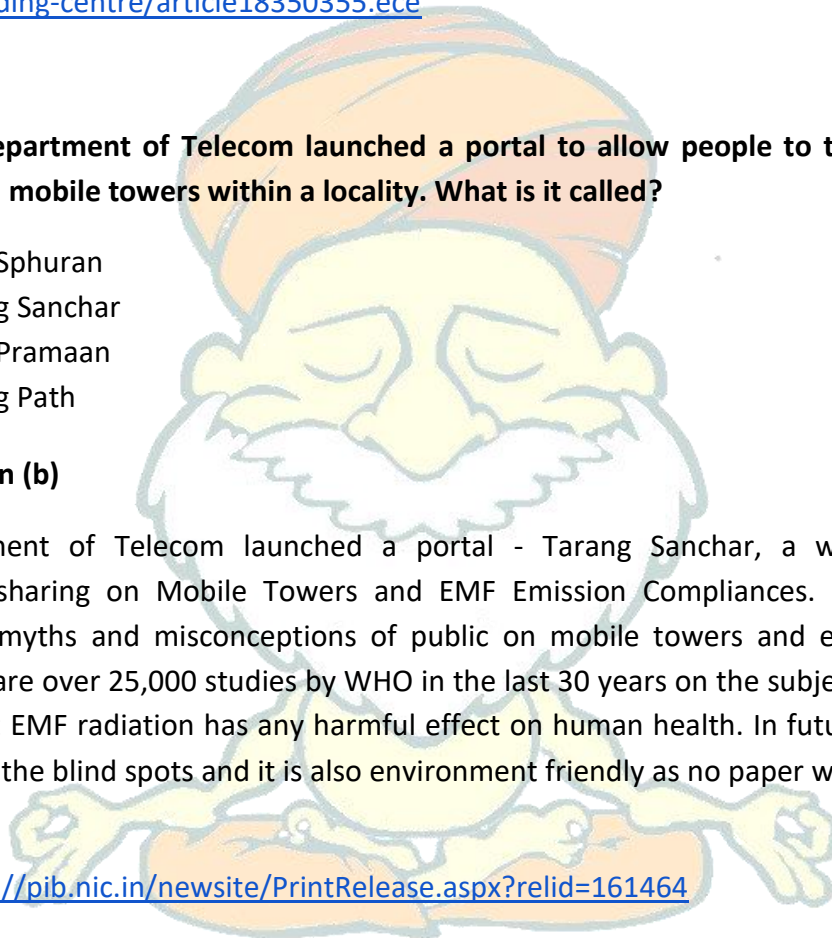 ding-centre/article18350355.ece
epartment of Telecom launched a portal to allow people to t
mobile towers within a locality. What is it called?
Sphuran
g Sanchar
Pramaan
g Path
n (b)
ment of Telecom launched a portal - Tarang Sanchar, a w
sharing on Mobile Towers and EMF Emission Compliances.
myths and misconceptions of public on mobile towers and e
are over 25,000 studies by WHO in the last 30 years on the subje
EMF radiation has any harmful effect on human health. In futu
the blind spots and it is also environment friendly as no paper w
//pib.nic.in/newsite/PrintRelease.aspx?relid=161464